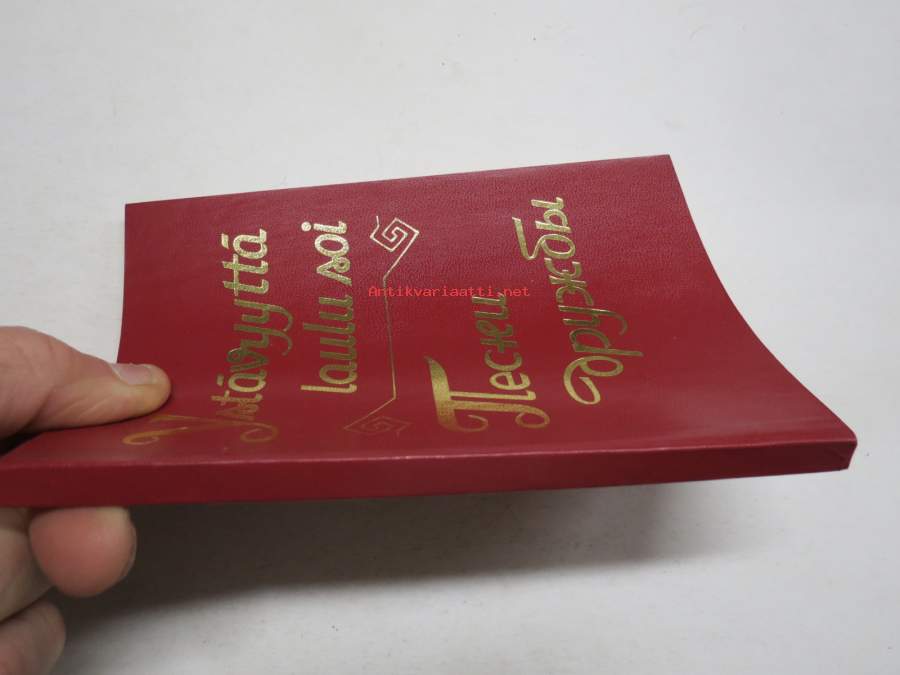 Ystävyyttä
laulu soi
Песни
дружбы
Antikvariaatti.net